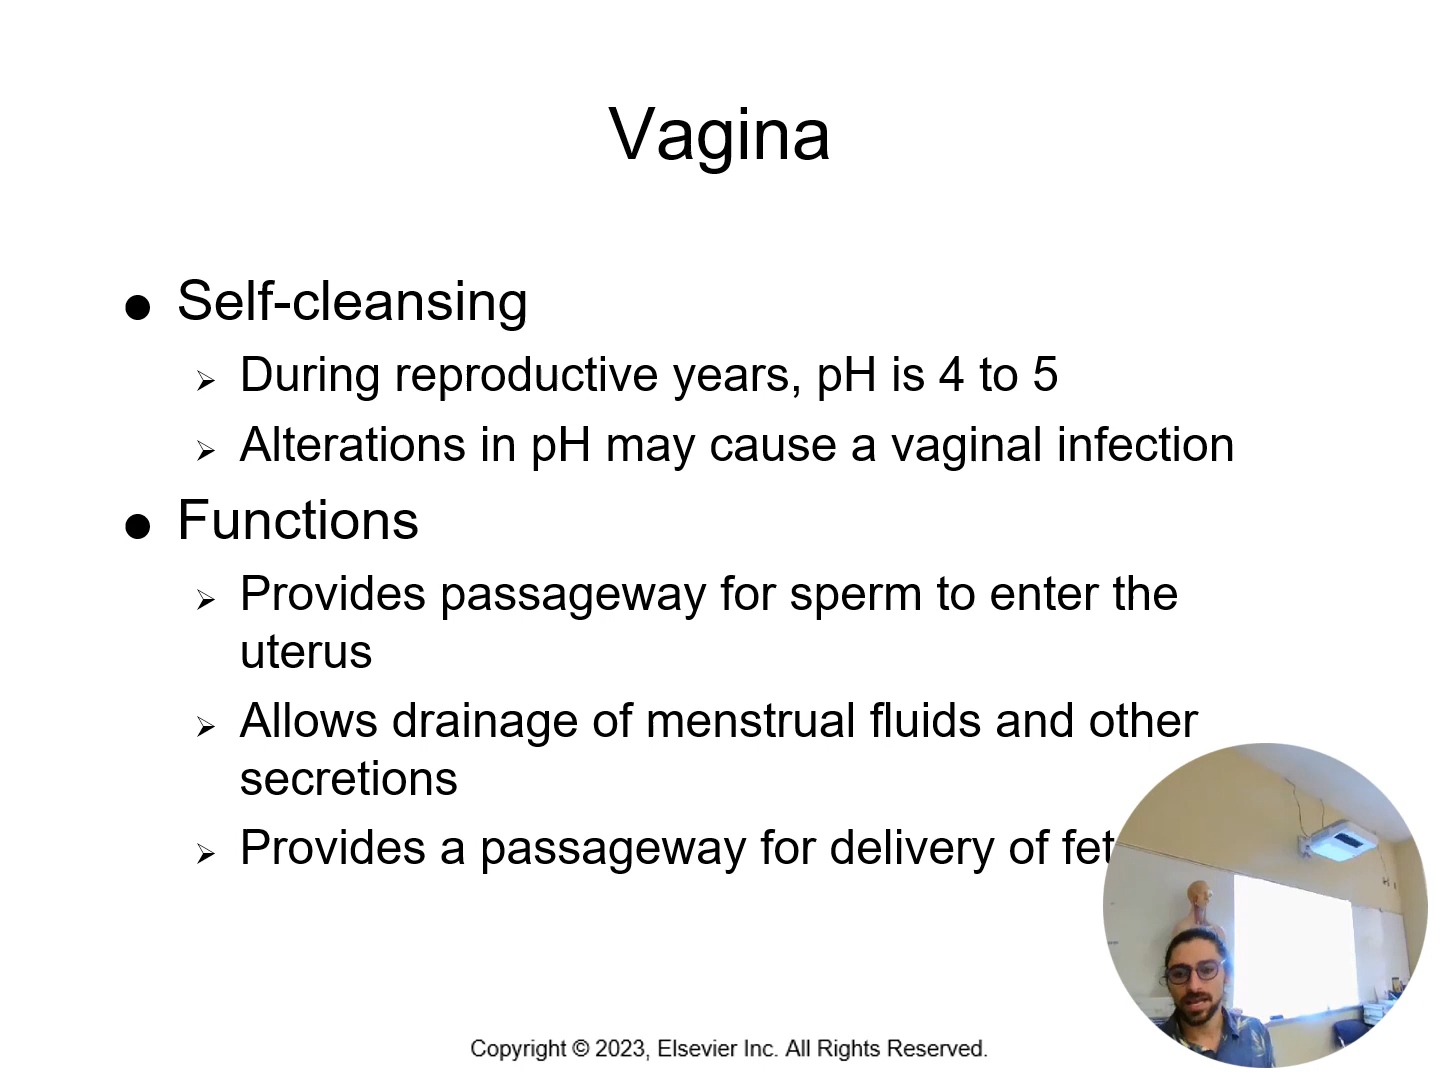 Vagina
Self-cleansing
During reproductive years, pH is 4 to 5
Alterations in pH may cause a vaginal infection
Functions
Provides passageway for sperm to enter the
uterus
Allows drainage of menstrual fluids and other
secretions
Provides a passageway for delivery of
Copyright © 2023, Elsevier Inc. All Rights Reserved.